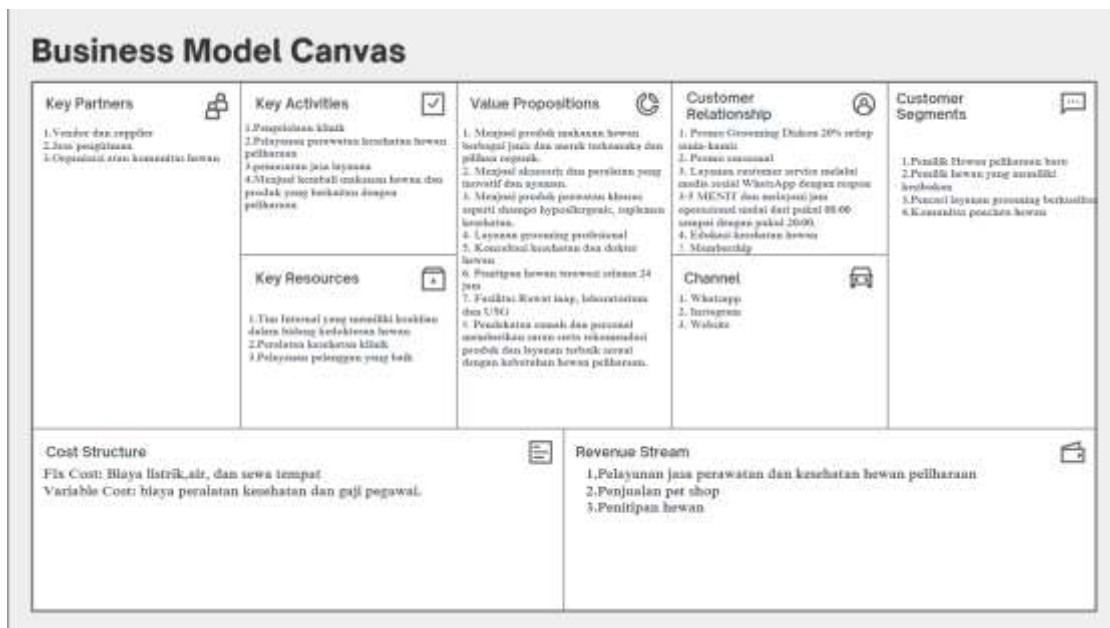 Business Model Canvas
Key Partners
1.Vendor dan supplier
2.Jasa pengiriman
3.Organisasi atau komunitas hewan
Key Activities
1.Pengelolaan klinik
2.Pelayanan perawatan kesehatan hewan
peliharaan
3.pemasaran jasa layanan
4.Menjual kembali makanan hewan dan
produk yang berkaitan dengan
peliharaan
Key Resources
1.Tim Internal yang memiliki keahlian
dalam bidang kedokteran hewan
2.Peralatan kesehatan klinik
3.Pelayanan pelanggan yang baik
Value Propositions
1. Menjual produk makanan hewan
berbagai jenis dan merek terkemuka dan
pilihan organik.
2. Menjual aksesoris dan peralatan yang
inovatif dan nyaman.
3. Menjual produk perawatan khusus
seperti shampo hypoallergenic, suplemen
kesehatan.
4. Layanan grooming profesional
5. Konsultasi kesehatan dan dokter
hewan
6. Penitipan hewan terawasi selama 24
jam
7. Fasilitas Rawat inap, laboratorium
dan USG
Pendekatan ramah dan personal
memberikan saran serta rekomendasi
produk dan layanan terbaik sesuai
dengan kebutuhan hewan peliharaan.
Customer
Relationship
1. Promo Grooming Diskon 20% setiap
senin-kamis
2. Promo seasonal
3. Layanan customer service melalui
media sosial WhatsApp dengan respon
3-5 MENIT dan melayani jam
operasional mulai dari pukul 08:00
sampai dengan pukul 20:00.
4. Edukasi kesehatan hewan
Membership
Channel
1. Whatsapp
2. Instagram
3. Website
Customer
Segments
1.Pemilik Hewan peliharaan baru
2.Pemilik hewan yang memiliki
kesibukan
3.Pencari layanan grooming
4.Komunitas pencinta hewan
Cost Structure
Fix Cost: Biaya listrik,air, dan sewa tempat
Variable Cost: biaya peralatan kesehatan dan gaji pegawai.
Revenue Stream
1.Pelayanan jasa perawatan dan kesehatan hewan peliharaan
2.Penjualan pet shop
3.Penitipan hewan